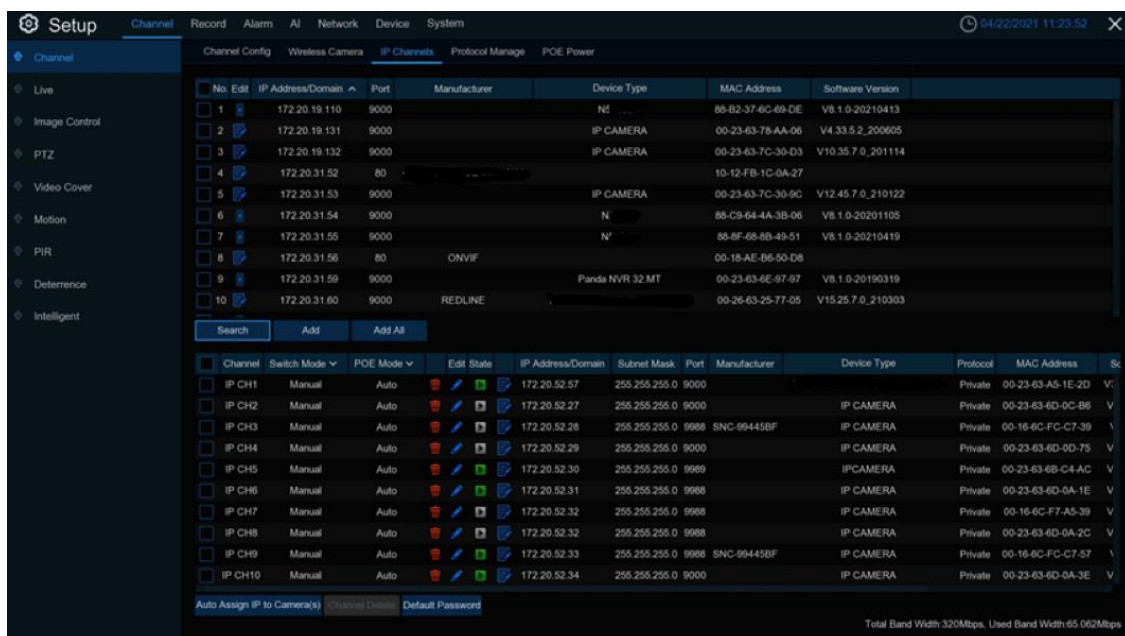 Setup Channel Record Alarm AI Network Device System 04/22/2021 11:23:52
Channel Config Wireless Camera IP Channels Protocol Manage POE Power
Channel
Live
Image Control
PTZ
Video Cover
Motion
PIR
Deterrence
Intelligent
No. Edit IP Address/Domain Port Manufacturer Device Type MAC Address Software Version
1 172.20.19.110 9000 88-B2-37-6C-69-DE V8.1.0-20210413
2 172.20.19.131 9000 IP CAMERA 00-23-63-78-AA-06 V4.33.5.2_200605
3 172.20.19.132 9000 IP CAMERA 00-23-63-7C-30-D3 V10.35.7.0_201114
4 172.20.31.52 80 10-12-FB-1C-0A-27
5 172.20.31.53 9000 IP CAMERA 00-23-63-7C-30-9C V12.45.7.0_210122
6 172.20.31.54 9000 N 88-C9-64-4A-3B-06 V8.1.0-20201105
7 172.20.31.55 9000 88-8F-68-8B-49-51 V8.1.0-20210419
8 172.20.31.56 80 ONVIF 00-18-AE-B6-50-D8
9 172.20.31.59 9000 Panda NVR 32.MT 00-23-63-6E-97-97 V8.1.0-20190319
10 172.20.31.60 9000 REDLINE 00-26-63-25-77-05 V15.25.7.0_210303
Search Add Add All
Channel Switch Mode POE Mode Edit State IP Address/Domain Subnet Mask Port Manufacturer Device Type Protocol MAC Address
IP CH1 Manual Auto 172.20.52.57 255.255.255.0 9000 Private 00-23-63-A5-1E-2D
IP CH2 Manual Auto 172.20.52.27 255.255.255.0 9000 IP CAMERA Private 00-23-63-6D-0C-B6 V
IP CH3 Manual Auto 172.20.52.28 255.255.255.0 9988 SNC-99445BF IP CAMERA Private 00-16-6C-FC-C7-39
IP CH4 Manual Auto 172.20.52.29 255.255.255.0 9000 IP CAMERA Private 00-23-63-6D-0D-75 V
IP CH5 Manual Auto 172.20.52.30 255.255.255.0 9989 IPCAMERA Private 00-23-63-6B-C4-AC V
IP CH6 Manual Auto 172.20.52.31 255.255.255.0 9988 IP CAMERA Private 00-23-63-6D-0A-1E V
IP CH7 Manual Auto 172.20.52.32 255.255.255.0 9988 IP CAMERA Private 00-16-6C-F7-A5-39 V
IP CH8 Manual Auto 172.20.52.32 255.255.255.0 9988 IP CAMERA Private 00-23-63-6D-0A-2C V
IP CH9 Manual Auto 172.20.52.33 255.255.255.0 9988 SNC-99445BF IP CAMERA Private 00-16-6C-FC-C7-57
IP CH10 Manual Auto 172.20.52.34 255.255.255.0 9000 IP CAMERA Private 00-23-63-6D-0A-3E V
Auto Assign IP to Camera(s) Channel Delete Default Password
Total Band Width:320Mbps, Used Band Width:65.062Mbps